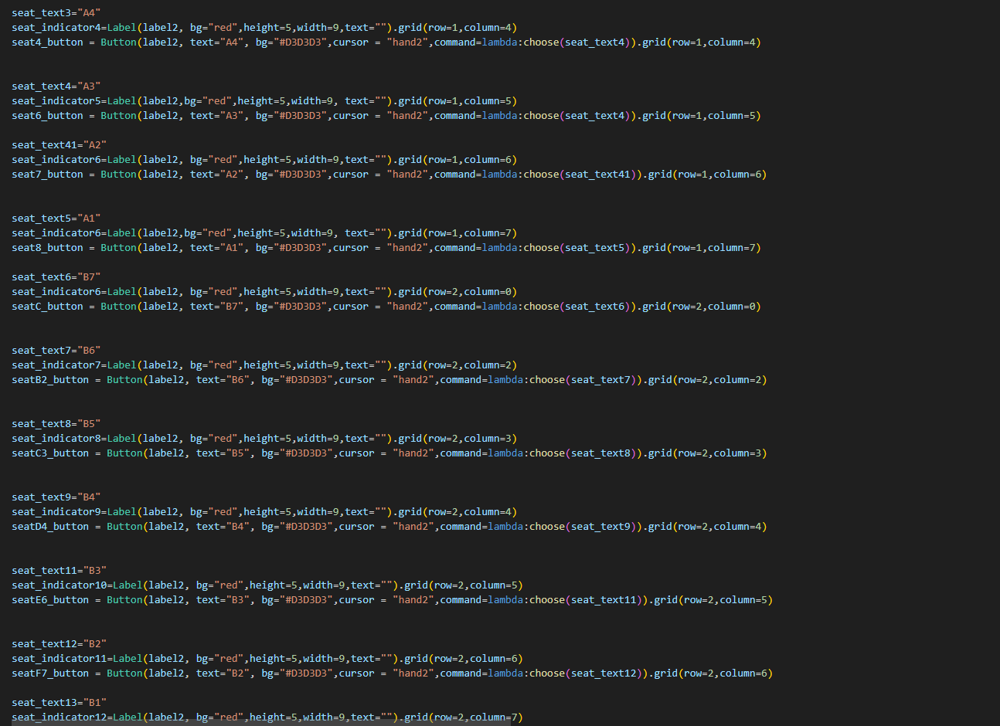 seat_text3="A4"
seat_indicator4=Label(label2, bg="red",height=5,width=9,text="").grid(row=1,column=4)
seat4_button = Button(label2, text="A4", bg="#D3D3D3",cursor = "hand2",command=lambda:choose(seat_text4)).grid(row=1,column=4)
seat_text4="A3"
seat_indicator5=Label(label2,bg="red",height=5,width=9, text="").grid(row=1,column=5)
seat6_button = Button(label2, text="A3", bg="#D3D3D3",cursor = "hand2",command=lambda:choose(seat_text4)).grid(row=1,column=5)
seat_text41="A2"
seat_indicator6=Label(label2, bg="red",height=5,width=9,text="").grid(row=1,column=6)
seat7_button = Button(label2, text="A2", bg="#D3D3D3",cursor = "hand2",command=lambda:choose(seat_text41)).grid(row=1,column=6)
seat_text5="A1"
seat_indicator6=Label(label2,bg="red",height=5,width=9, text="").grid(row=1,column=7)
seat8_button = Button(label2, text="A1", bg="#D3D3D3",cursor = "hand2",command=lambda:choose(seat_text5)).grid(row=1,column=7)
seat_text6="B7"
seat_indicator6=Label(label2, bg="red",height=5,width=9,text="").grid(row=2,column=0)
seatC_button = Button(label2, text="B7", bg="#D3D3D3",cursor = "hand2",command=lambda:choose(seat_text6)).grid(row=2,column=0)
seat_text7="B6"
seat_indicator7=Label(label2, bg="red",height=5,width=9,text="").grid(row=2,column=2)
seatB2_button = Button(label2, text="B6", bg="#D3D3D3",cursor = "hand2",command=lambda:choose(seat_text7)).grid(row=2,column=2)
seat_text8="B5"
seat_indicator8=Label(label2, bg="red",height=5,width=9,text="").grid(row=2,column=3)
seatC3_button = Button(label2, text="B5", bg="#D3D3D3",cursor = "hand2",command=lambda:choose(seat_text8)).grid(row=2,column=3)
seat_text9="B4"
seat_indicator9=Label(label2, bg="red",height=5,width=9,text="").grid(row=2,column=4)
seatD4_button = Button(label2, text="B4", bg="#D3D3D3",cursor = "hand2",command=lambda:choose(seat_text9)).grid(row=2,column=4)
seat_text11="B3"
seat_indicator10=Label(label2, bg="red",height=5,width=9,text="").grid(row=2,column=5)
seatE6_button = Button(label2, text="B3", bg="#D3D3D3",cursor = "hand2",command=lambda:choose(seat_text11)).grid(row=2,column=5)
seat_text12="B2"
seat_indicator11=Label(label2, bg="red",height=5,width=9,text="").grid(row=2,column=6)
seatF7_button = Button(label2, text="B2", bg="#D3D3D3",cursor = "hand2",command=lambda:choose(seat_text12)).grid(row=2,column=6)
seat_text13="B1"
seat_indicator12=Label(label2, bg="red",height=5,width=9,text="").grid(row=2,column=7)